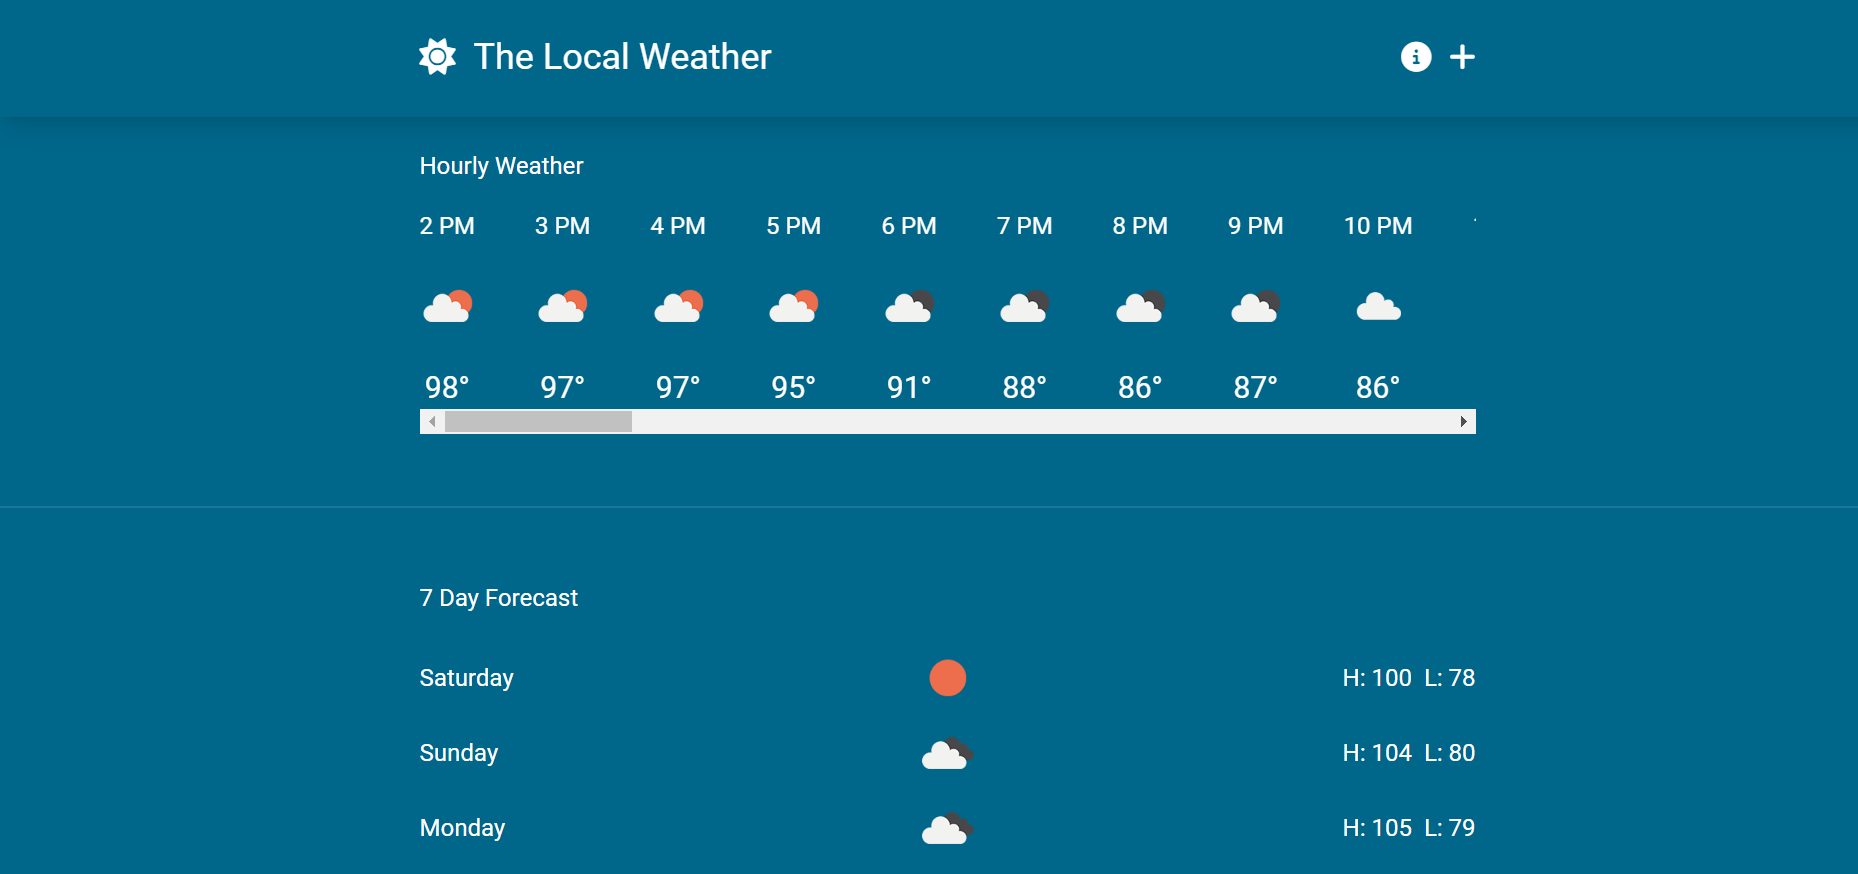 The Local Weather
Hourly Weather
2 PM 3 PM 4 PM 5 PM 6 PM 7 PM 8 PM 9 PM 10 PM
98° 97° 97° 95° 91° 88° 86° 87° 86°
7 Day Forecast
Saturday H: 100 L: 78
Sunday H: 104 L: 80
Monday H: 105 L: 79